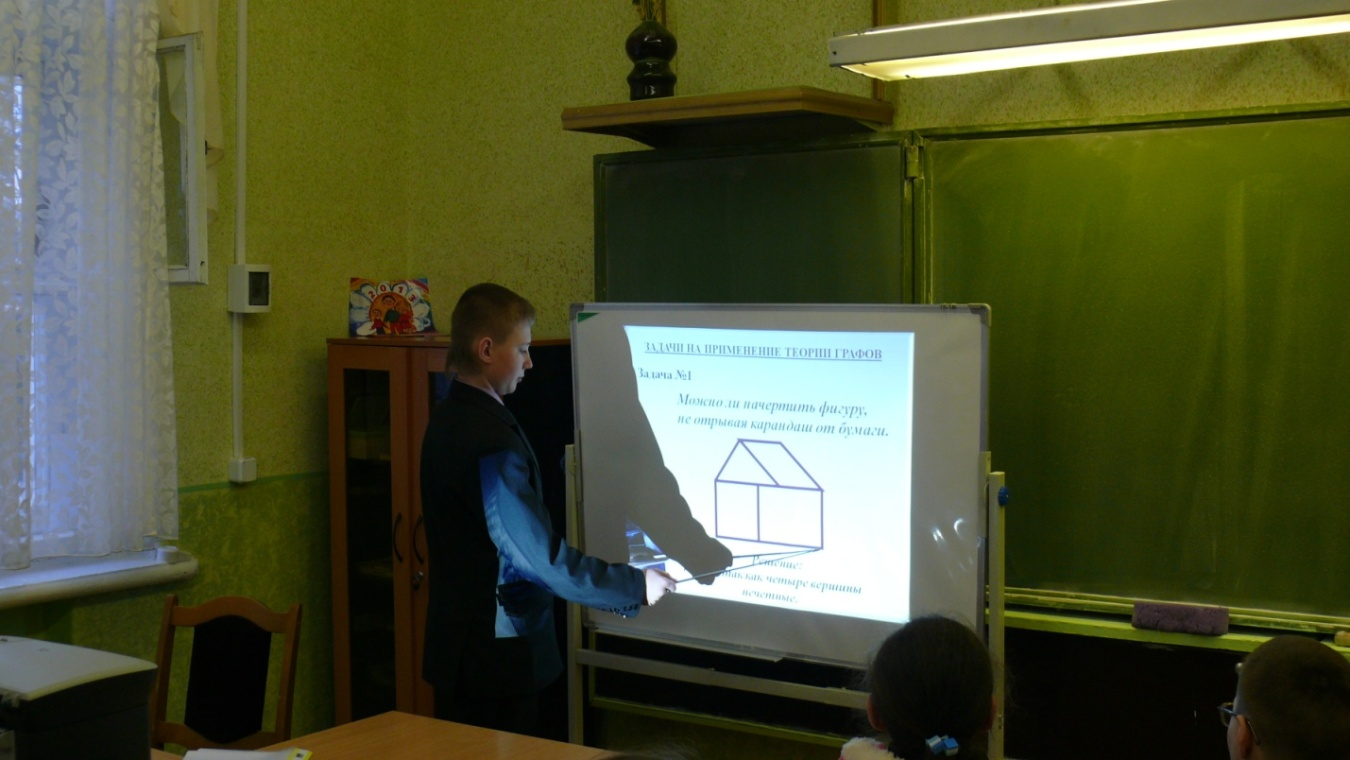 2013
ЗАДАЧИ НА ПРИМЕНЕНИЕ ТЕОРИИ ГРАФОВ
Задача №1
Можно ли начертить фигуру,
не отрывая карандаш от бумаги.
Решение:
так как четыре вершины
нечетные.